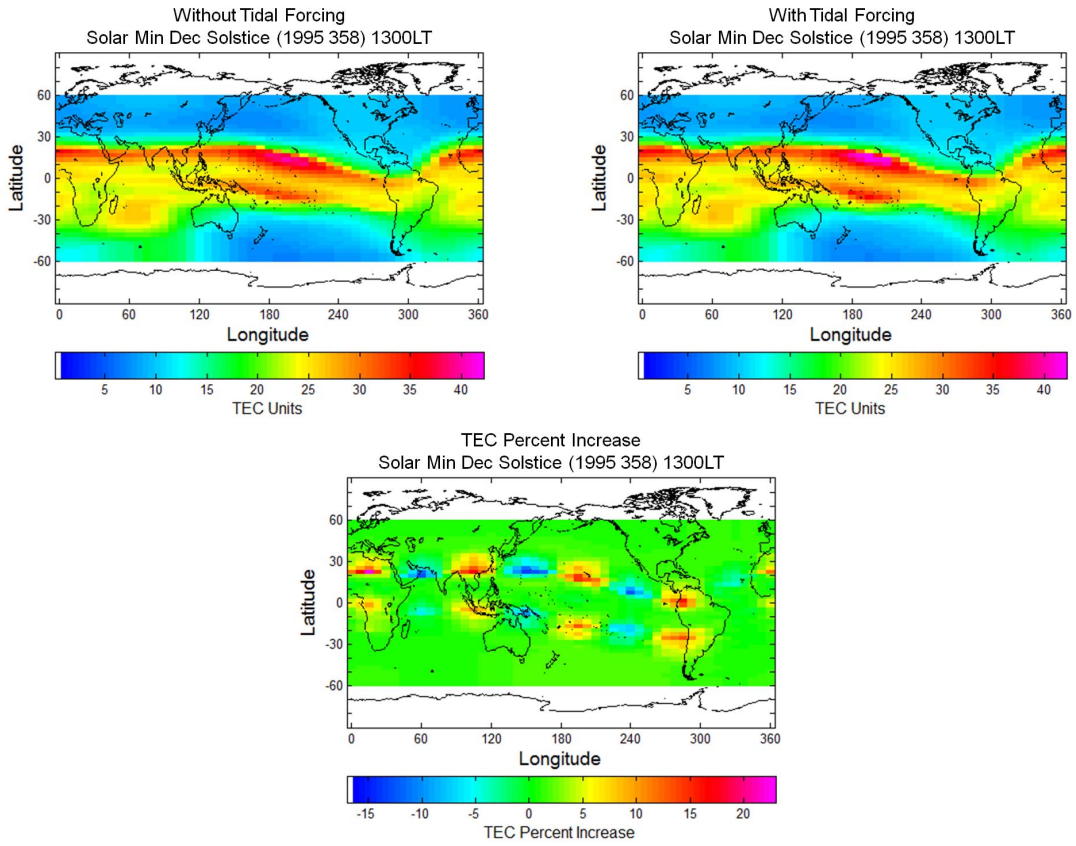 Without Tidal Forcing
Solar Min Dec Solstice (1995 358) 1300LT
60
30
0
-30
-60
Latitude
0 60 120 180 240 300 360
Longitude
5 10 15 20 25 30 35 40
TEC Units
With Tidal Forcing
Solar Min Dec Solstice (1995 358) 1300LT
60
30
0
-30
-60
Latitude
0 60 120 180 240 300 360
Longitude
5 10 15 20 25 30 35 40
TEC Units
TEC Percent Increase
Solar Min Dec Solstice (1995 358) 1300LT
60
30
0
-30
-60
Latitude
0 60 120 180 240 300 360
Longitude
-15 -10 -5 0 5 10 15 20
TEC Percent Increase